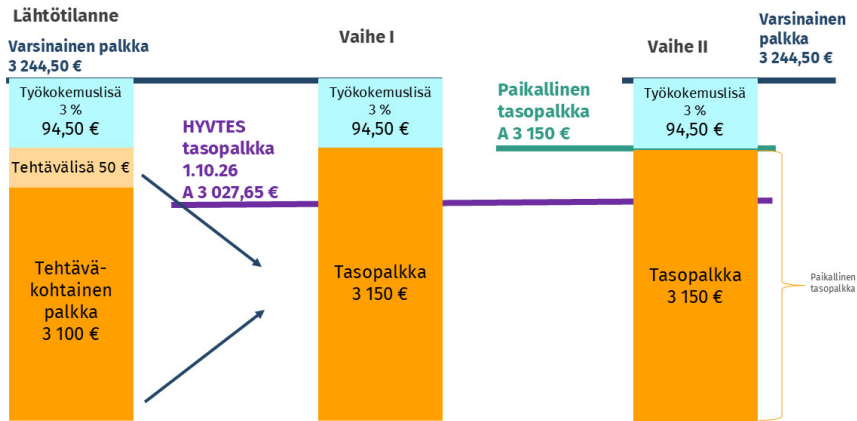 Lähtötilanne
Varsinainen palkka
3 244,50 €
Työkokemuslisä
3 %
94,50 €
Tehtävälisä 50 €
Tehtävä-
kohtainen
palkka
3 100 €
HYVTES
tasopalkka
1.10.26
A 3 027,65 €
Vaihe I
Työkokemuslisä
3 %
94,50 €
Tasopalkka
3 150 €
Paikallinen
tasopalkka
A 3 150 €
Vaihe II
Työkokemuslisä
3 %
94,50 €
Tasopalkka
3 150 €
Varsinainen
palkka
3 244,50 €
Paikallinen
tasopalkka